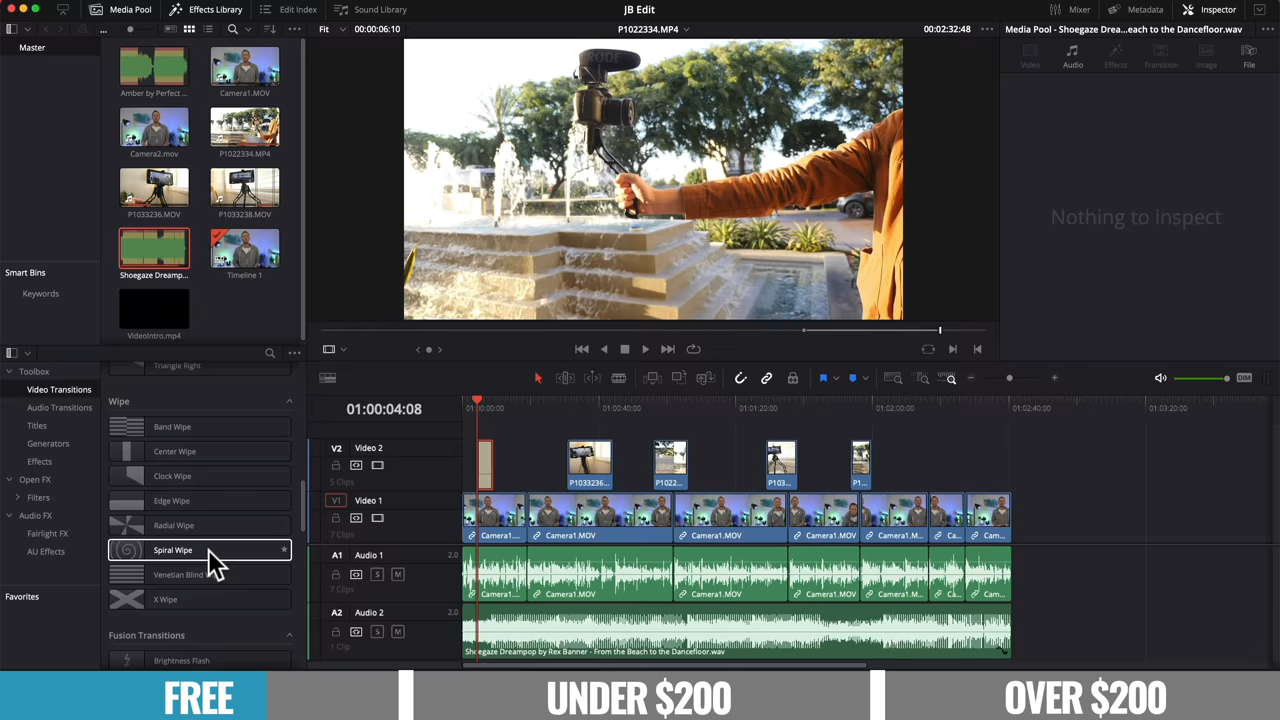 Media Pool
Effects Library
Edit Index
Sound Library
JB Edit
Mixer
Metadata
Inspector
...
Fit
00:00:06:10
P1022334.MP4
00:02:32:48
Media Pool - Shoegaze Drea...each to the Dancefloor.wav
Master
Video
Audio
Effects
Transition
Image
File
Amber by Perfect ...
Camera1.MOV
Camera2.mov
P1022334.MP4
P1033236.MOV
P1033238.MOV
Shoegaze Dreamp...
Timeline 1
VideoIntro.mp4
Smart Bins
Keywords
RODE
Nothing to inspect
Toolbox
Video Transitions
Audio Transitions
Titles
Generators
Effects
Open FX
Filters
Audio FX
Fairlight FX
AU Effects
Favorites
Triangle Right
Wipe
Band Wipe
Center Wipe
Clock Wipe
Edge Wipe
Radial Wipe
Spiral Wipe
Venetian Blind
X Wipe
Fusion Transitions
Brightness Flash
DIM
01:00:04:08
01:00:00:00
01:00:40:00
01:01:20:00
01:02:00:00
01:02:40:00
01:03:20:00
V2 Video 2
5 Clips
P1033236...
P1022...
P103...
P1...
V1 Video 1
7 Clips
Camera1....
Camera1.MOV
Camera1.MOV
Camera1.M...
Camera1....
Ca...
Cam...
A1 Audio 1 2.0
S M
7 Clips
Camera1....
Camera1.MOV
Camera1.MOV
Camera1.M...
Camera1....
Ca...
Cam...
A2 Audio 2 2.0
S M
1 Clip
Shoegaze Dreampop by Rex Banner - From the Beach to the Dancefloor.wav
FREE
UNDER $200
OVER $200